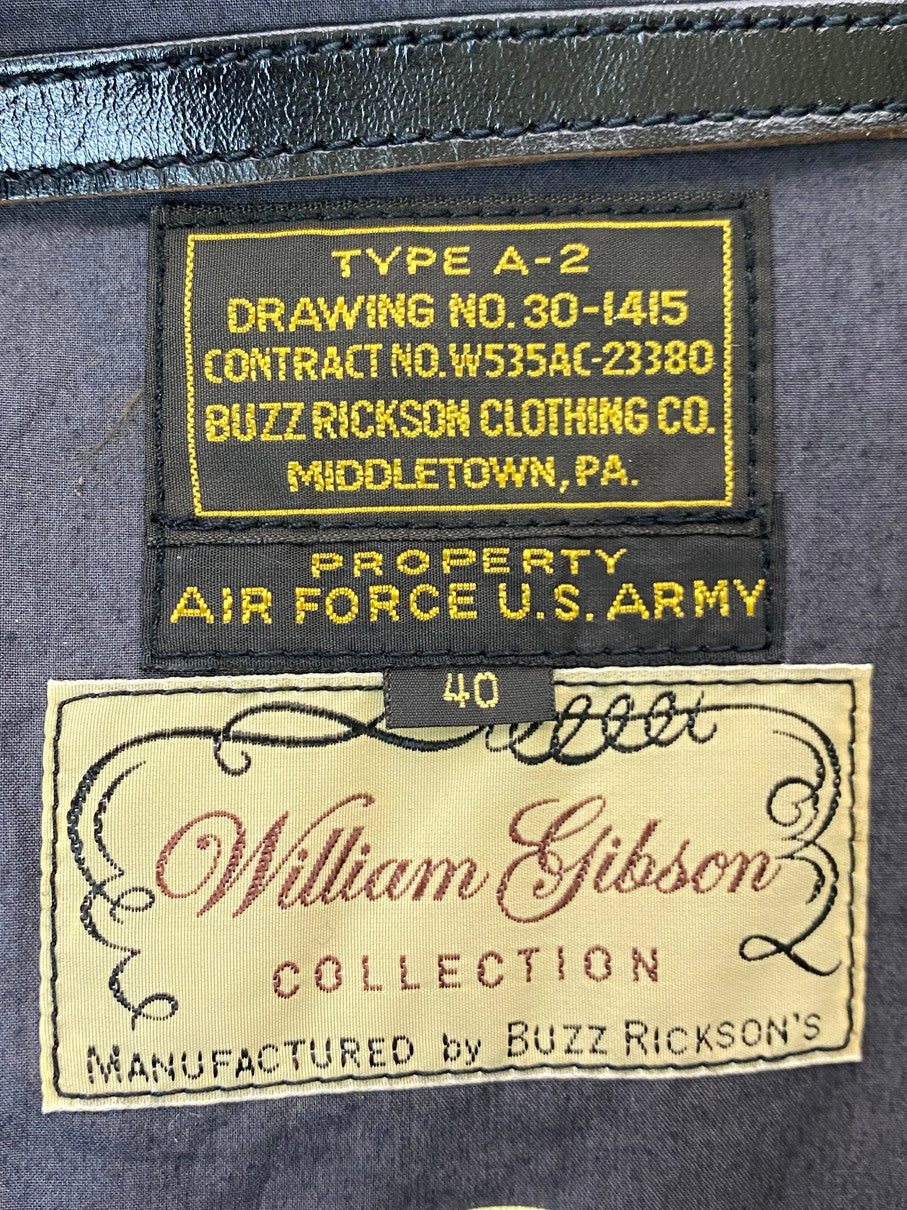 TYPE A-2
DRAWING NO. 30-1415
CONTRACT NO. W535AC-23380
BUZZ RICKSON CLOTHING CO.
MIDDLETOWN, PA.
PROPERTY
AIR FORCE U.S. ARMY
40
William Gibson
COLLECTION
MANUFACTURED by BUZZ RICKSON'S